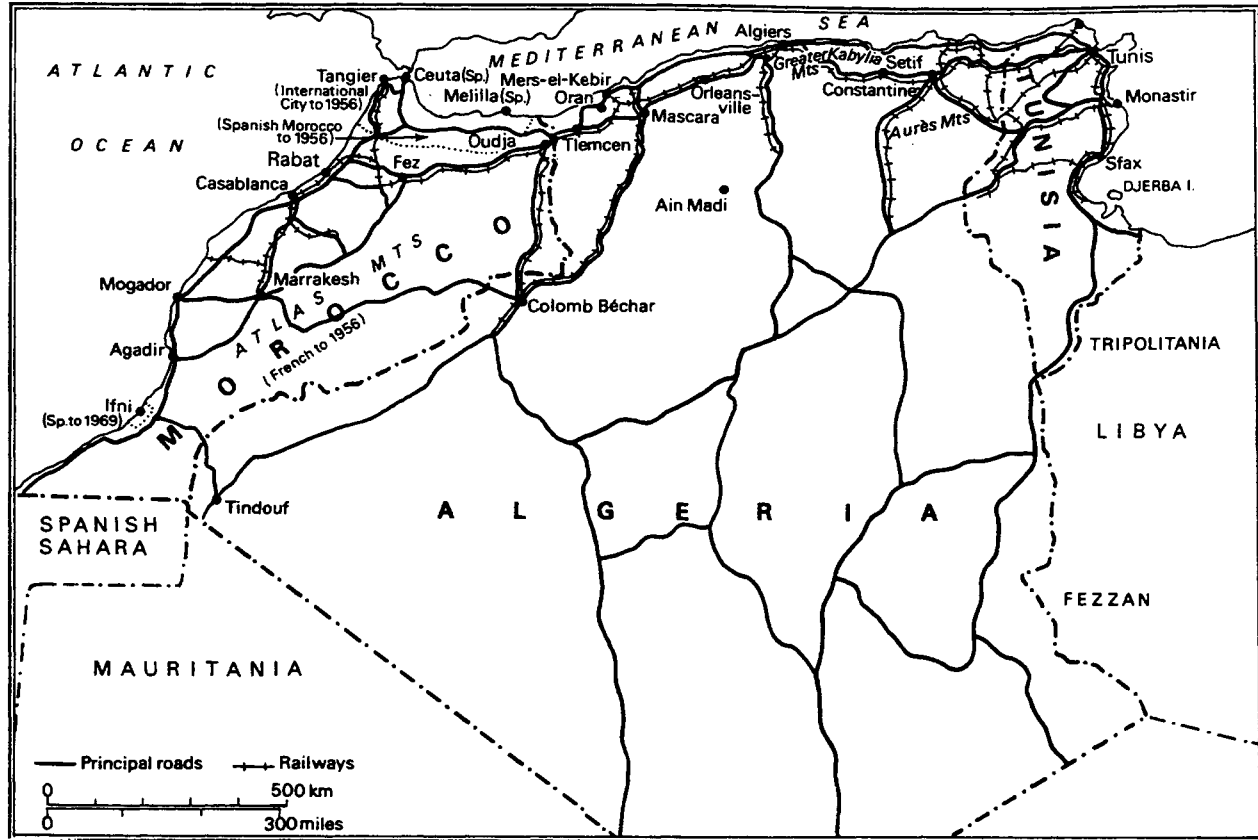 ATLANTIC
OCEAN
MEDITERRANEAN SEA
Algiers
Tangier
(International
City to 1956)
Ceuta (Sp.)
Mers-el-Kebir
Melilla (Sp.)
Oran
Greater Kabylia
Mts
Setif
Tunis
Orleans-
ville
Constantine
Monastir
(Spanish Morocco
to 1956)
Mascara
Aurès Mts
Oudja
Tlemcen
Rabat
Fez
Sfax
Casablanca
Ain Madi
DJERBA I.
TUNISIA
Mogador
Marrakesh
ATLAS MTS
Colomb Béchar
Agadir
MOROCCO
(French to 1956)
TRIPOLITANIA
Ifni
(Sp. to 1969)
LIBYA
Tindouf
ALGERIA
SPANISH
SAHARA
FEZZAN
MAURITANIA
Principal roads
Railways
0 500 km
0 300 miles